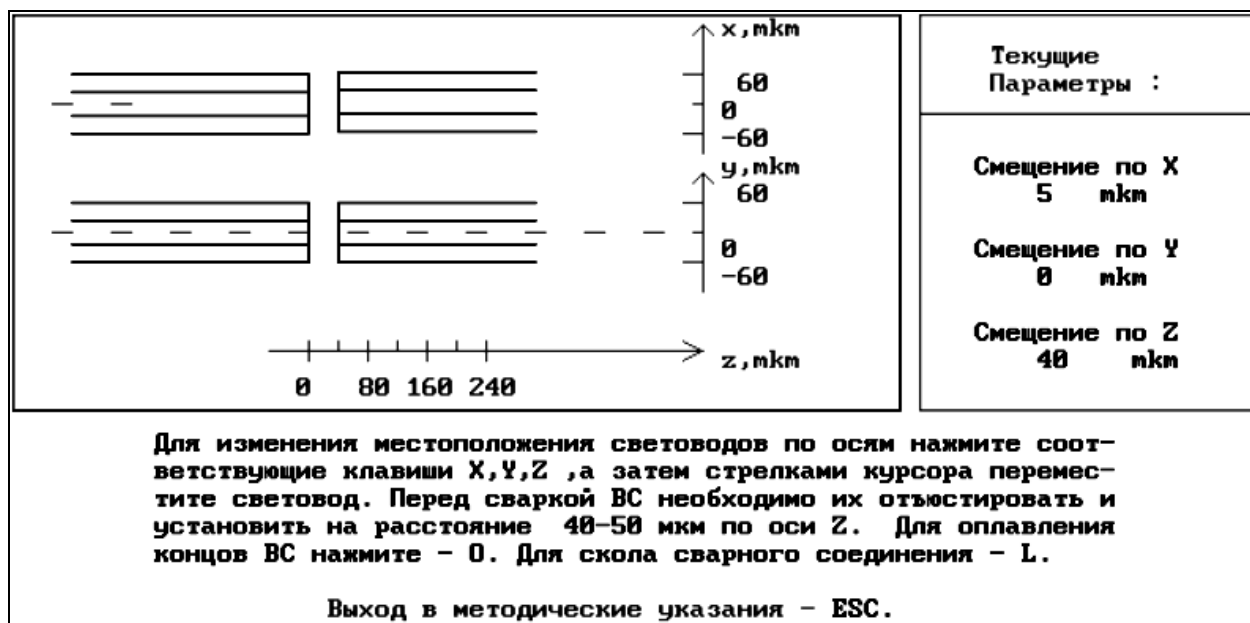 x,mkm
60
0
-60
y,mkm
60
0
-60
z,mkm
0 80 160 240
Текущие
Параметры :
Смещение по X
5 mkm
Смещение по Y
0 mkm
Смещение по Z
40 mkm
Для изменения местоположения световодов по осям нажмите соот-
ветствующие клавиши X,Y,Z ,а затем стрелками курсора перемес-
тите световод. Перед сваркой ВС необходимо их отъюстировать и
установить на расстояние 40-50 мкм по оси Z. Для оплавления
концов ВС нажмите - O. Для скола сварного соединения - L.
Выход в методические указания - ESC.